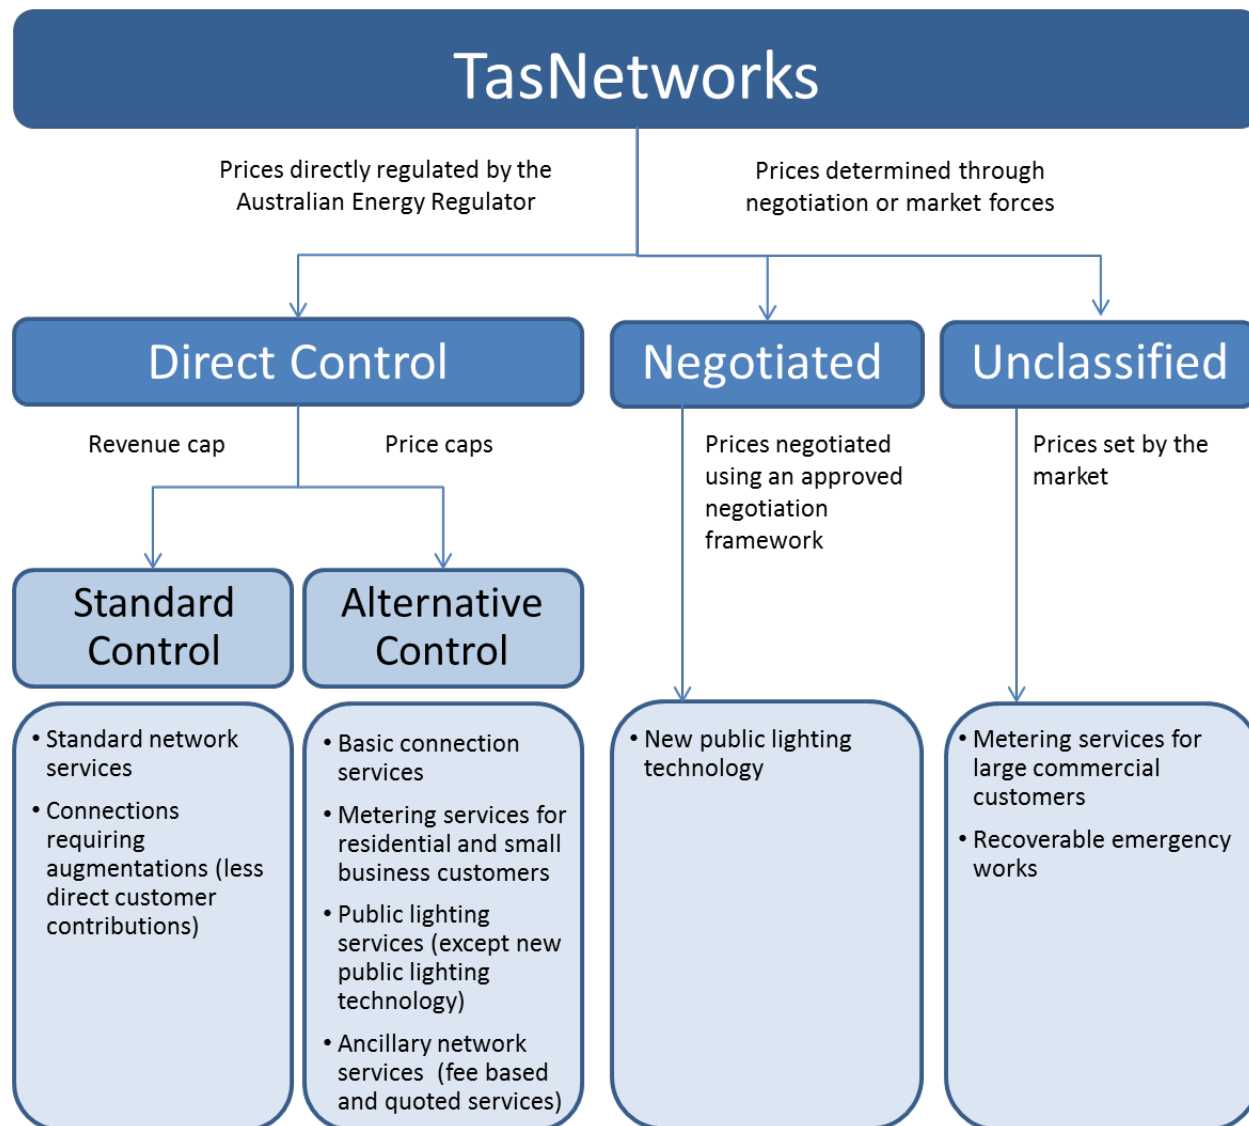 TasNetworks
Prices directly regulated by the
Australian Energy Regulator
Prices determined through
negotiation or market forces
Direct Control
Negotiated
Unclassified
Revenue cap
Price caps
Prices negotiated
using an approved
negotiation
framework
Prices set by the
market
Standard
Control
Alternative
Control
• Standard network
services
• Connections
requiring
augmentations (less
direct customer
contributions)
• Basic connection
services
• Metering services for
residential and small
business customers
• Public lighting
services (except new
public lighting
technology)
• Ancillary network
services (fee based
and quoted services)
• New public lighting
technology
• Metering services for
large commercial
customers
• Recoverable emergency
works